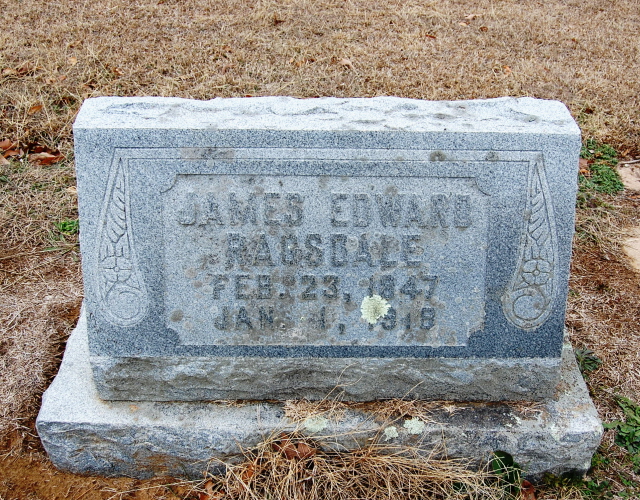 JAMES EDWARD
RAGSDALE
FEB. 23, 1847
JAN. 1, 1918